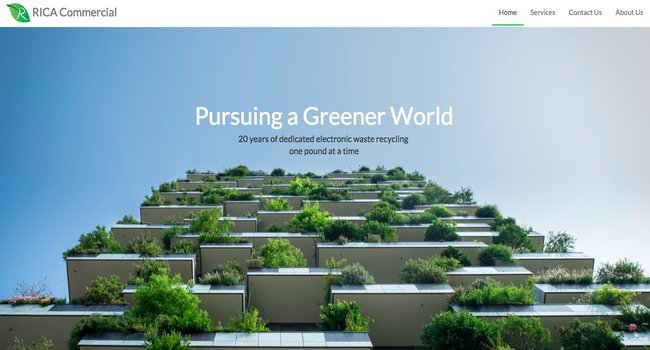 RICA Commercial
Home Services Contact Us About Us
Pursuing a Greener World
20 years of dedicated electronic waste recycling
one pound at a time